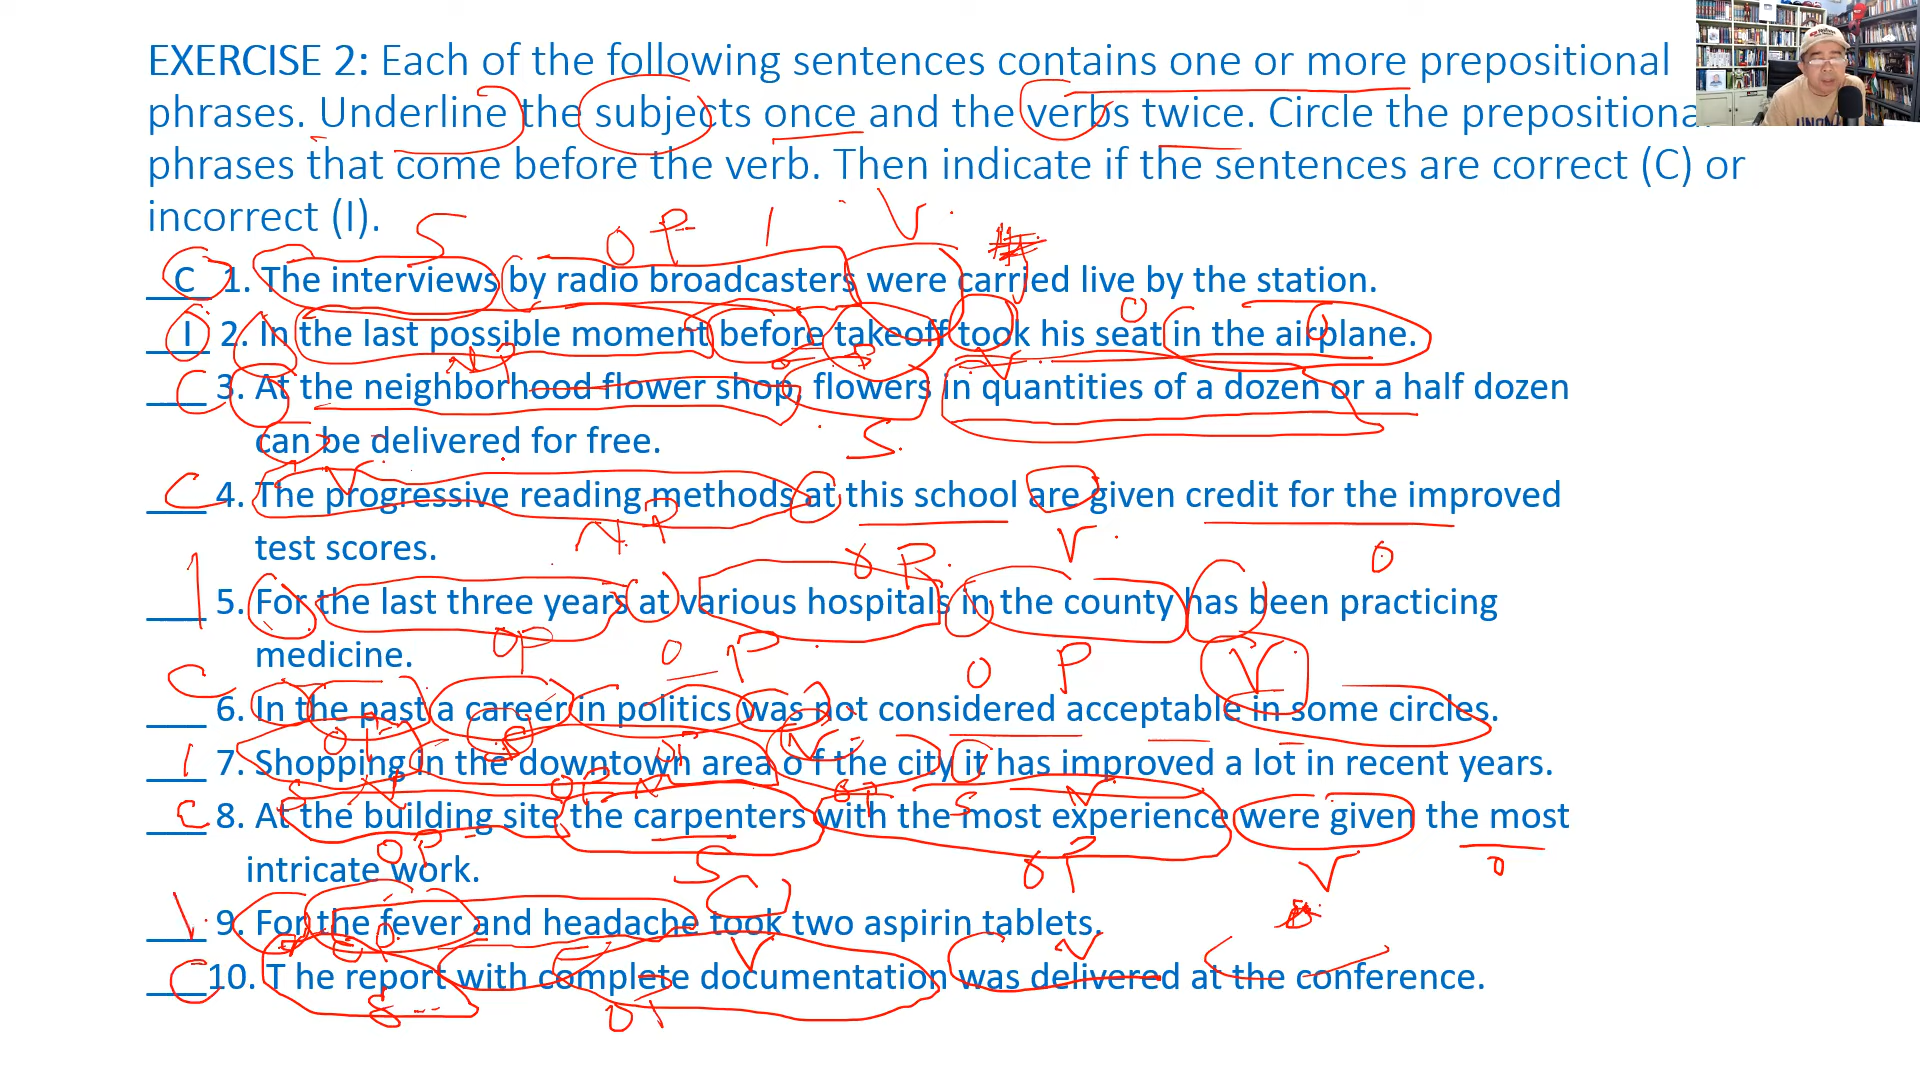 EXERCISE 2: Each of the following sentences contains one or more prepositional
phrases. Underline the subjects once and the verbs twice. Circle the prepositional
phrases that come before the verb. Then indicate if the sentences are correct (C) or
incorrect (I).
S OP V
C 1. The interviews by radio broadcasters were carried live by the station.
I 2. In the last possible moment before takeoff took his seat in the airplane.
C 3. At the neighborhood flower shop, flowers in quantities of a dozen or a half dozen
can be delivered for free.
C 4. The progressive reading methods at this school are given credit for the improved
test scores.
I 5. For the last three years at various hospitals in the county has been practicing
medicine.
C 6. In the past a career in politics was not considered acceptable in some circles.
I 7. Shopping in the downtown area o f the city it has improved a lot in recent years.
C 8. At the building site the carpenters with the most experience were given the most
intricate work.
I 9. For the fever and headache took two aspirin tablets.
C 10. T he report with complete documentation was delivered at the conference.